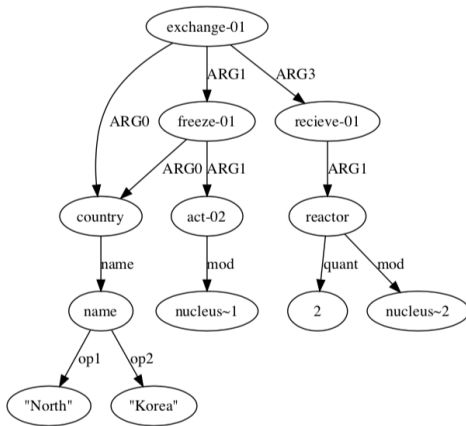 exchange-01
ARG0 ARG1 ARG3
freeze-01 recieve-01
ARG0 ARG1 ARG1
country act-02 reactor
name mod quant mod
name nucleus~1 2 nucleus~2
op1 op2
"North" "Korea"